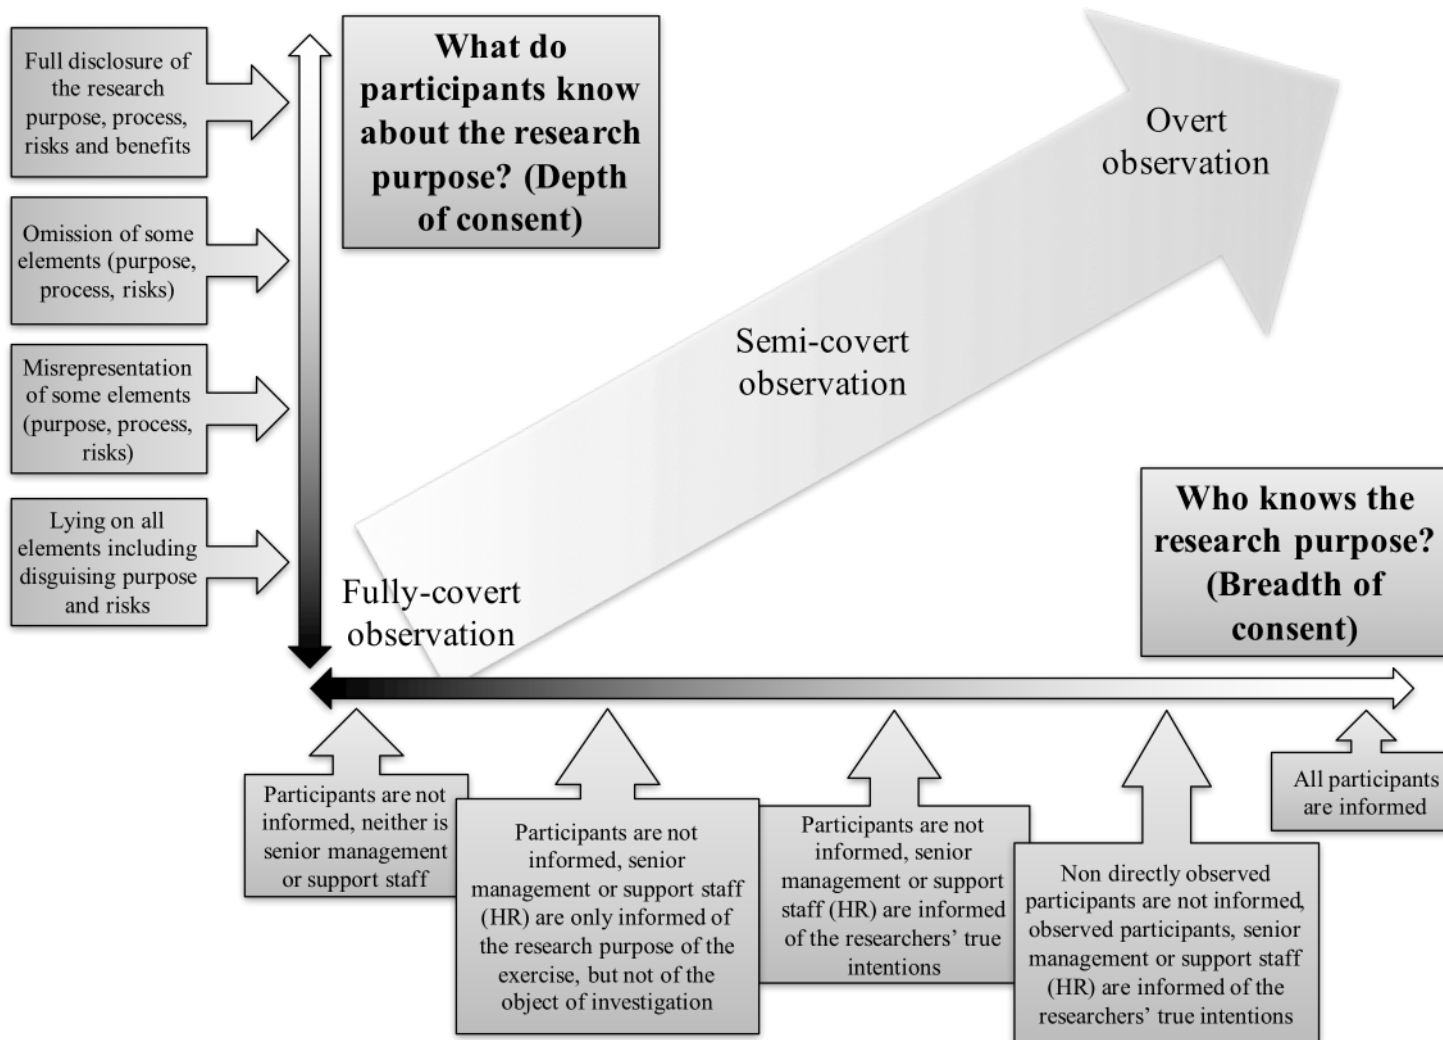 Full disclosure of
the research
purpose, process,
risks and benefits
Omission of some
elements (purpose,
process, risks)
Misrepresentation
of some elements
(purpose, process,
risks)
Lying on all
elements including
disguising purpose
and risks
What do
participants know
about the research
purpose? (Depth
of consent)
Overt
observation
Semi-covert
observation
Fully-covert
observation
Who knows the
research purpose?
(Breadth of
consent)
Participants are not
informed, neither is
senior management
or support staff
Participants are not
informed, senior
management or support staff
(HR) are only informed of
the research purpose of the
exercise, but not of the
object of investigation
Participants are not
informed, senior
management or support
staff (HR) are informed
of the researchers’ true
intentions
Non directly observed
participants are not informed,
observed participants, senior
management or support staff
(HR) are informed of the
researchers’ true intentions
All participants
are informed